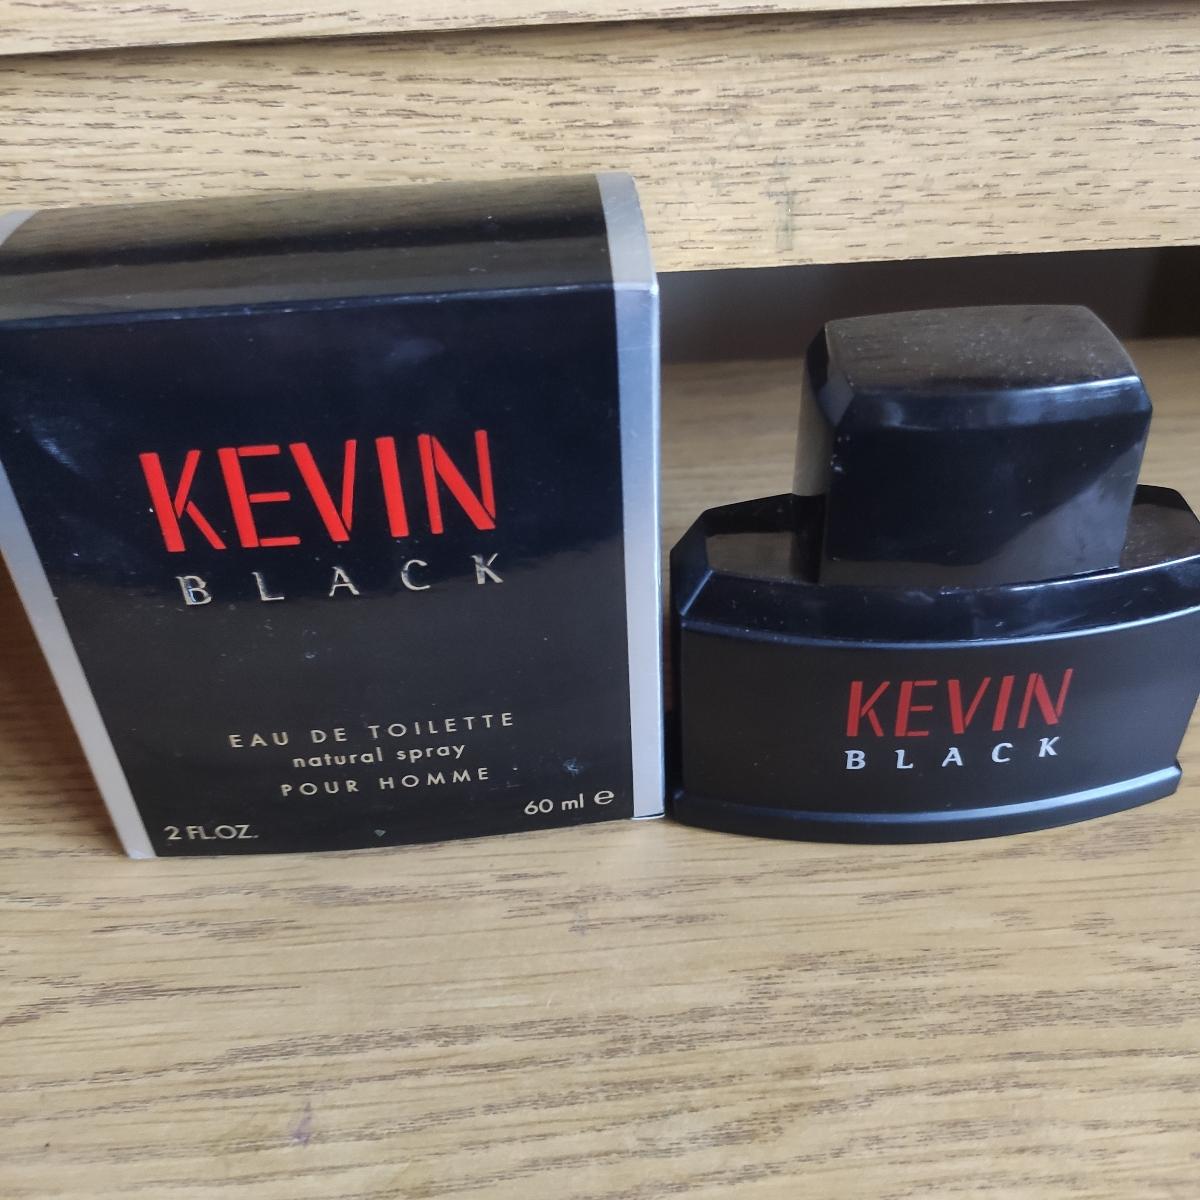 KEVIN
BLACK
EAU DE TOILETTE
natural spray
POUR HOMME
60 ml ℮
2 FL.OZ.
KEVIN
BLACK